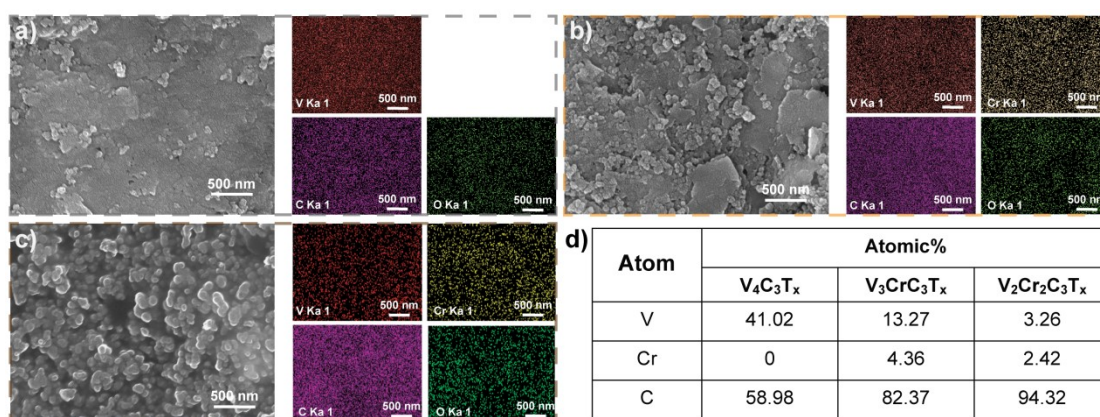 a)
500 nm
V Ka 1
500 nm
C Ka 1
500 nm
O Ka 1
500 nm
b)
500 nm
V Ka 1
500 nm
Cr Ka 1
500 nm
C Ka 1
500 nm
O Ka 1
500 nm
c)
500 nm
V Ka 1
500 nm
Cr Ka 1
500 nm
C Ka 1
500 nm
O Ka 1
500 nm
d)
Atom Atomic%
V₄C₃Tₓ V₃CrC₃Tₓ V₂Cr₂C₃Tₓ
V 41.02 13.27 3.26
Cr 0 4.36 2.42
C 58.98 82.37 94.32